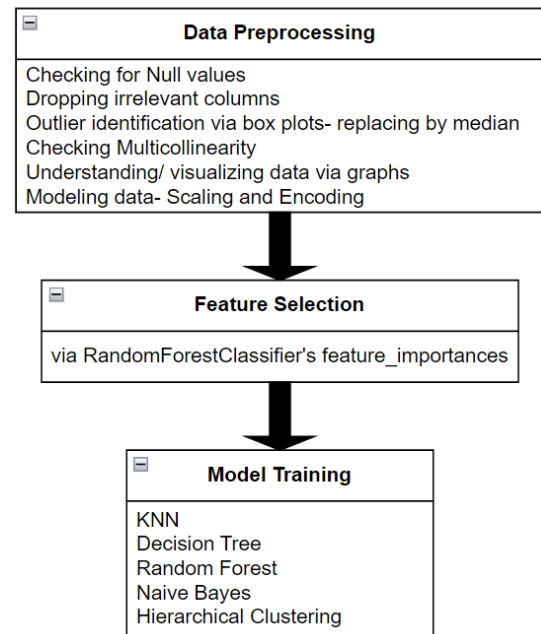 Data Preprocessing
Checking for Null values
Dropping irrelevant columns
Outlier identification via box plots- replacing by median
Checking Multicollinearity
Understanding/ visualizing data via graphs
Modeling data- Scaling and Encoding
Feature Selection
via RandomForestClassifier's feature_importances
Model Training
KNN
Decision Tree
Random Forest
Naive Bayes
Hierarchical Clustering